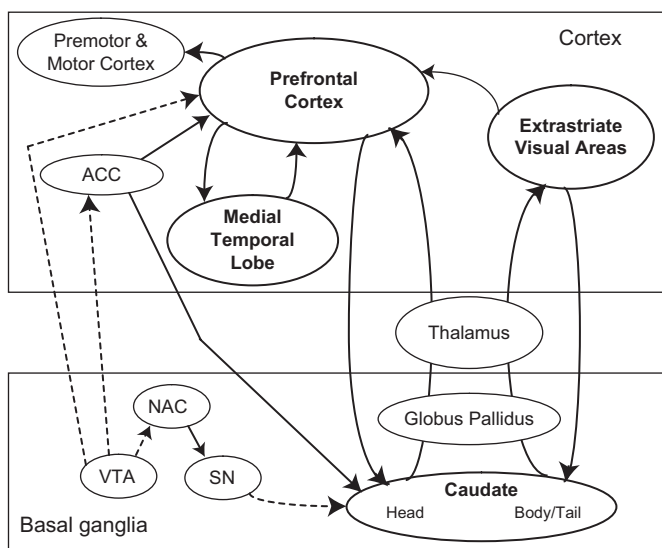 Premotor &
Motor Cortex
Cortex
Prefrontal
Cortex
Extrastriate
Visual Areas
ACC
Medial
Temporal
Lobe
Thalamus
NAC
Globus Pallidus
VTA
SN
Caudate
Head Body/Tail
Basal ganglia